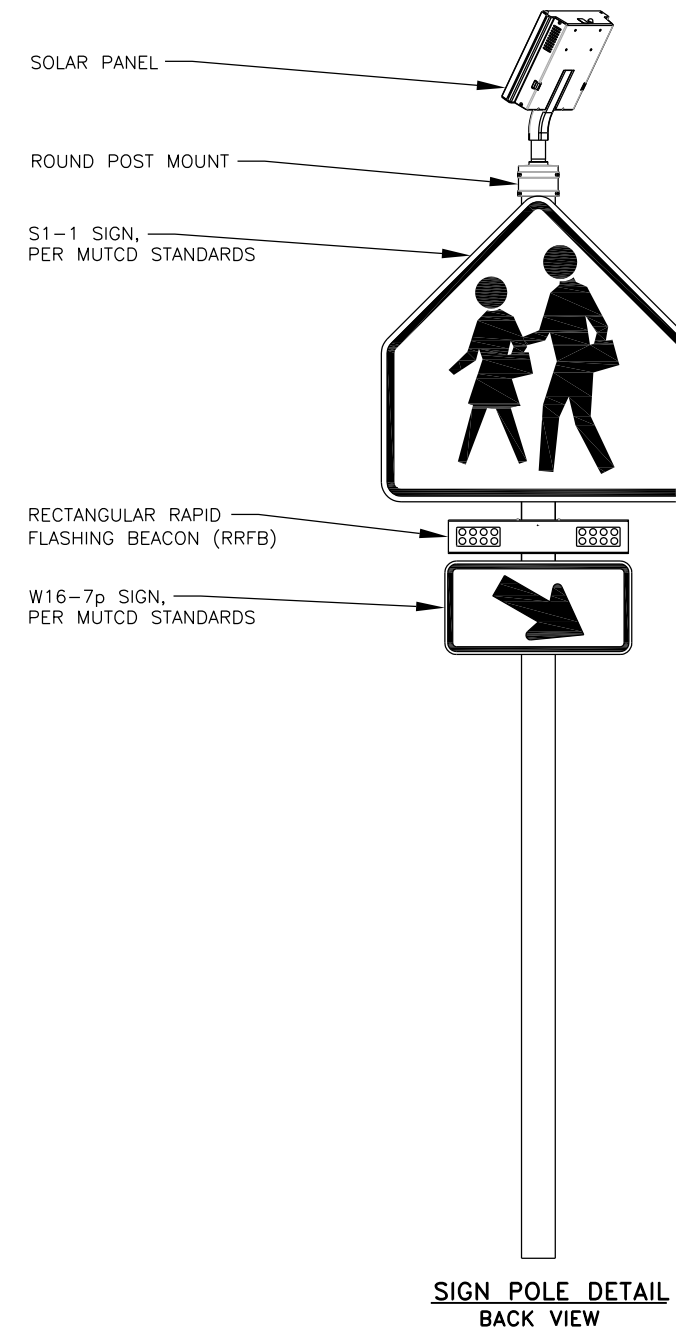 SOLAR PANEL
ROUND POST MOUNT
S1-1 SIGN,
PER MUTCD STANDARDS
RECTANGULAR RAPID
FLASHING BEACON (RRFB)
W16-7p SIGN,
PER MUTCD STANDARDS
SIGN POLE DETAIL
BACK VIEW